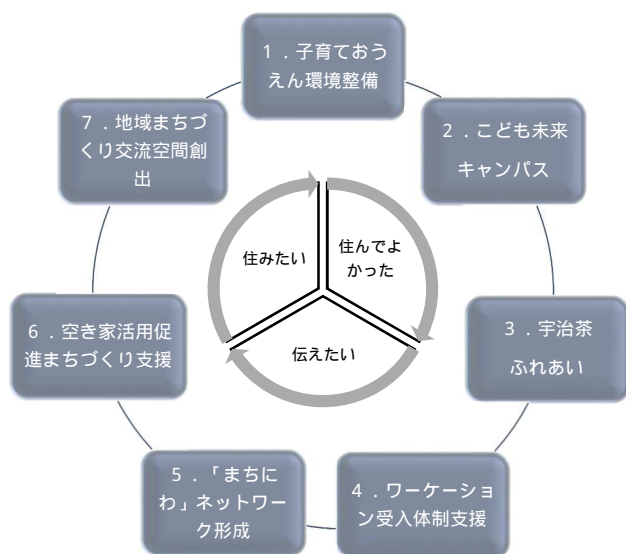 1．子育ておう
えん環境整備
2．こども未来
キャンパス
3．宇治茶
ふれあい
4．ワーケーショ
ン受入体制支援
5．「まちに
わ」ネットワー
ク形成
6．空き家活用促
進まちづくり支援
7．地域まちづ
くり交流空間創
出
住んでよ
かった
伝えたい
住みたい